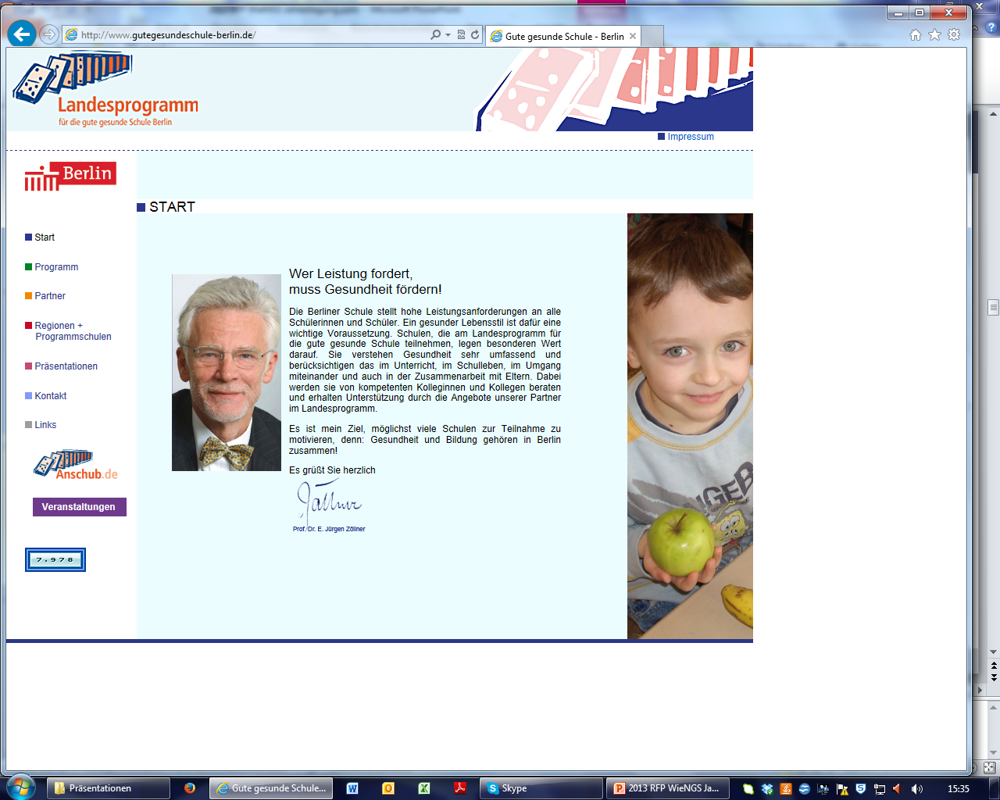 http://www.gutegesundeschule-berlin.de/
Gute gesunde Schule - Berlin
Landesprogramm
für die gute gesunde Schule Berlin
Impressum
Berlin
START
Start
Programm
Partner
Regionen +
Programmschulen
Präsentationen
Kontakt
Links
Anschub.de
Veranstaltungen
7.978
Wer Leistung fordert,
muss Gesundheit fördern!
Die Berliner Schule stellt hohe Leistungsanforderungen an alle
Schülerinnen und Schüler. Ein gesunder Lebensstil ist dafür eine
wichtige Voraussetzung. Schulen, die am Landesprogramm für
die gute gesunde Schule teilnehmen, legen besonderen Wert
darauf. Sie verstehen Gesundheit sehr umfassend und
berücksichtigen das im Unterricht, im Schulleben, im Umgang
miteinander und auch in der Zusammenarbeit mit Eltern. Dabei
werden sie von kompetenten Kolleginnen und Kollegen beraten
und erhalten Unterstützung durch die Angebote unserer Partner
im Landesprogramm.
Es ist mein Ziel, möglichst viele Schulen zur Teilnahme zu
motivieren, denn: Gesundheit und Bildung gehören in Berlin
zusammen!
Es grüßt Sie herzlich
Zöllner
Prof. Dr. E. Jürgen Zöllner
Präsentationen
Gute gesunde Schule...
Skype
2013 RFP WieNGS Ja...
15:35